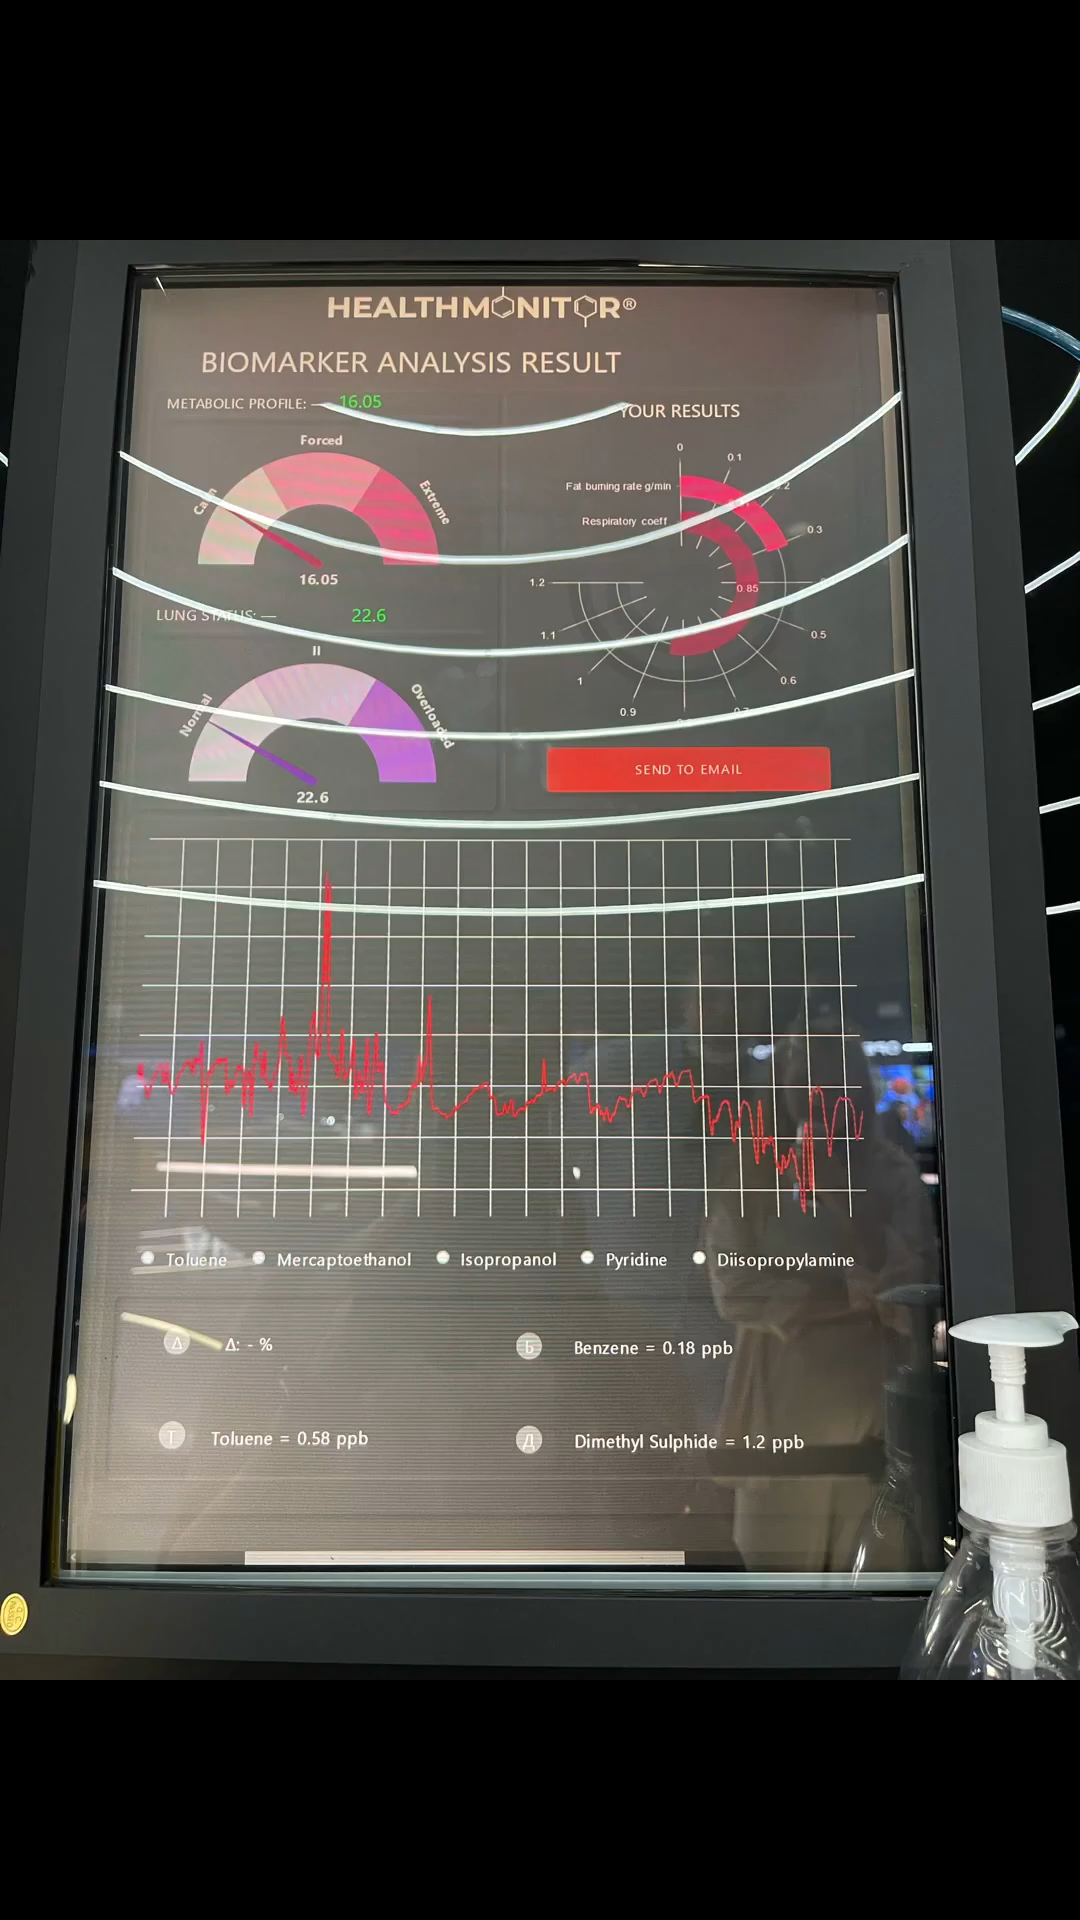 HEALTHMONITOR®
BIOMARKER ANALYSIS RESULT
METABOLIC PROFILE: — 16.05
Calm
Forced
Extreme
16.05
LUNG STATUS: — 22.6
Normal
II
Overloaded
22.6
YOUR RESULTS
0
0.1
Fat burning rate g/min
Respiratory coeff
0.3
0.85
0.5
0.6
0.9
1
1.1
1.2
SEND TO EMAIL
Toluene
Mercaptoethanol
Isopropanol
Pyridine
Diisopropylamine
Δ Δ: - %
Б Benzene = 0.18 ppb
T Toluene = 0.58 ppb
Д Dimethyl Sulphide = 1.2 ppb